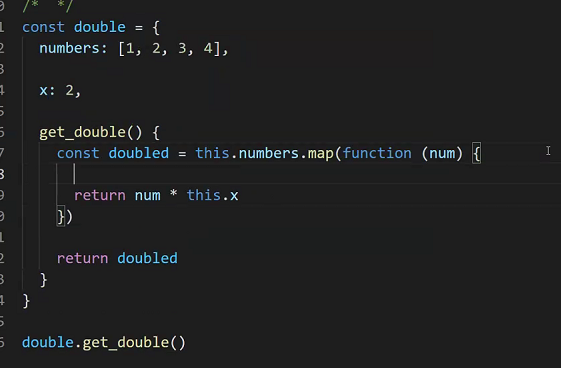 0 /*  */
1 const double = {
2 numbers: [1, 2, 3, 4],
3
4 x: 2,
5
6 get_double() {
7 const doubled = this.numbers.map(function (num) {
8
9 return num * this.x
0 })
1
2 return doubled
3 }
4 }
5
6 double.get_double()